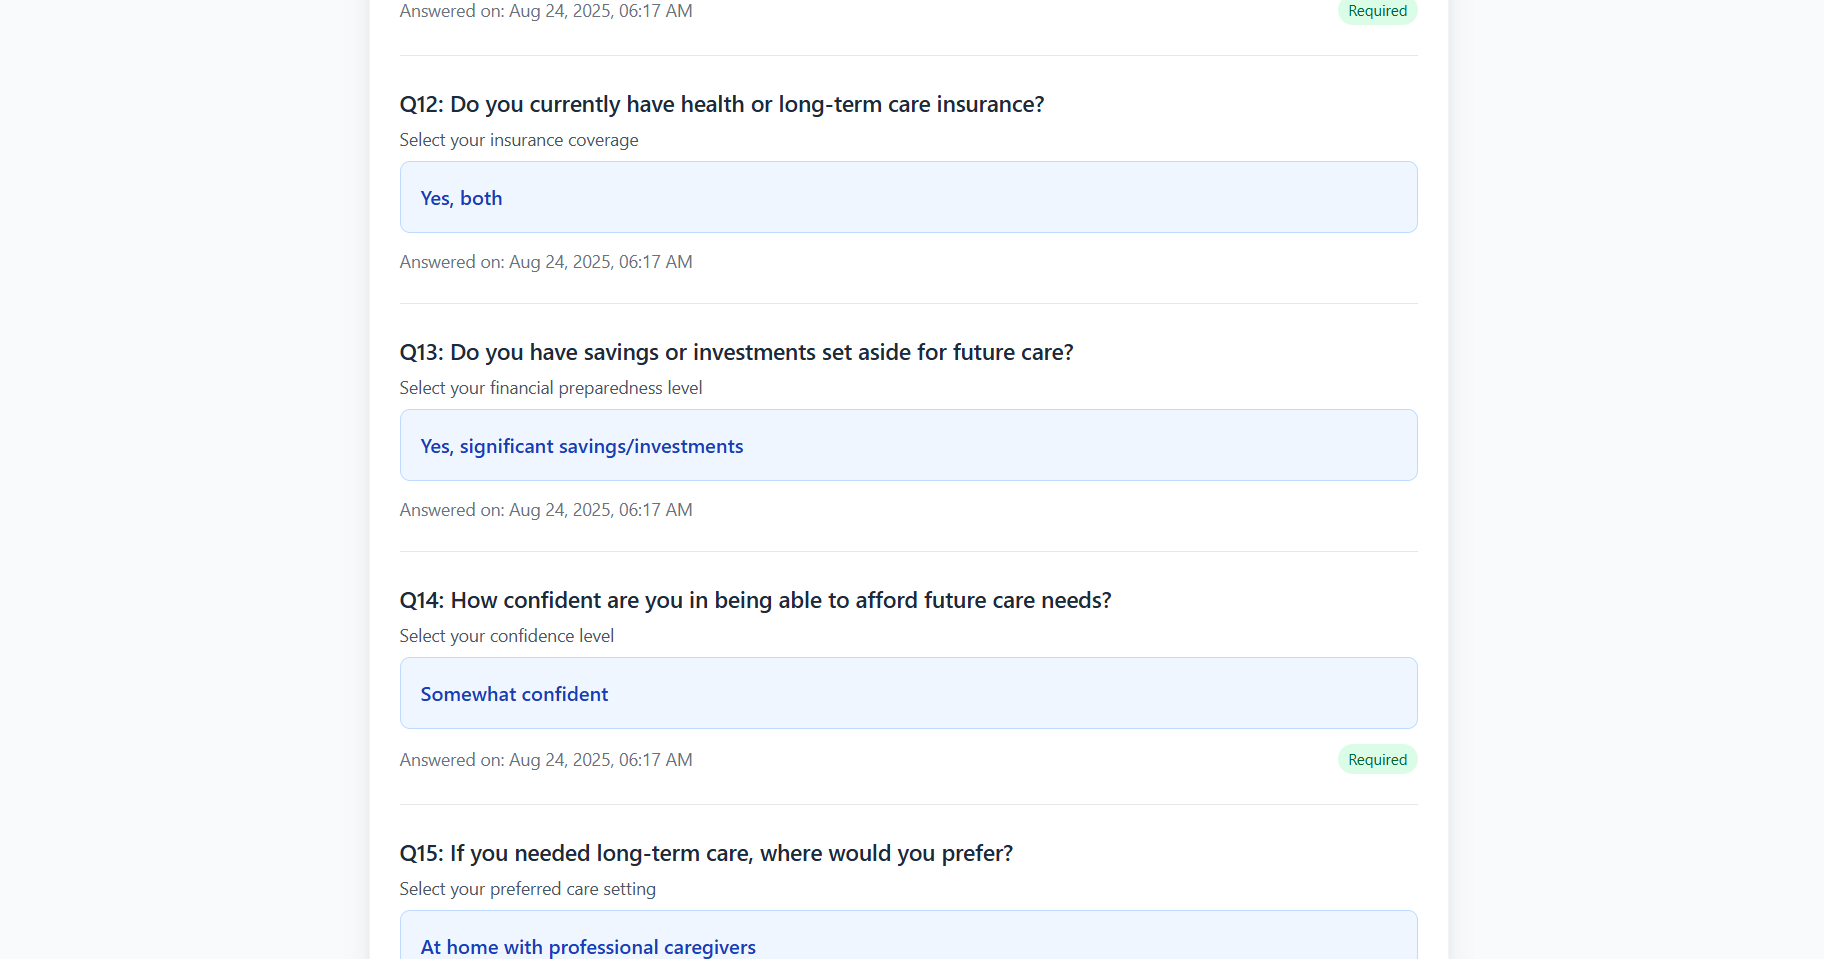 Answered on: Aug 24, 2025, 06:17 AM
Required
Q12: Do you currently have health or long-term care insurance?
Select your insurance coverage
Yes, both
Answered on: Aug 24, 2025, 06:17 AM
Q13: Do you have savings or investments set aside for future care?
Select your financial preparedness level
Yes, significant savings/investments
Answered on: Aug 24, 2025, 06:17 AM
Q14: How confident are you in being able to afford future care needs?
Select your confidence level
Somewhat confident
Answered on: Aug 24, 2025, 06:17 AM
Required
Q15: If you needed long-term care, where would you prefer?
Select your preferred care setting
At home with professional caregivers